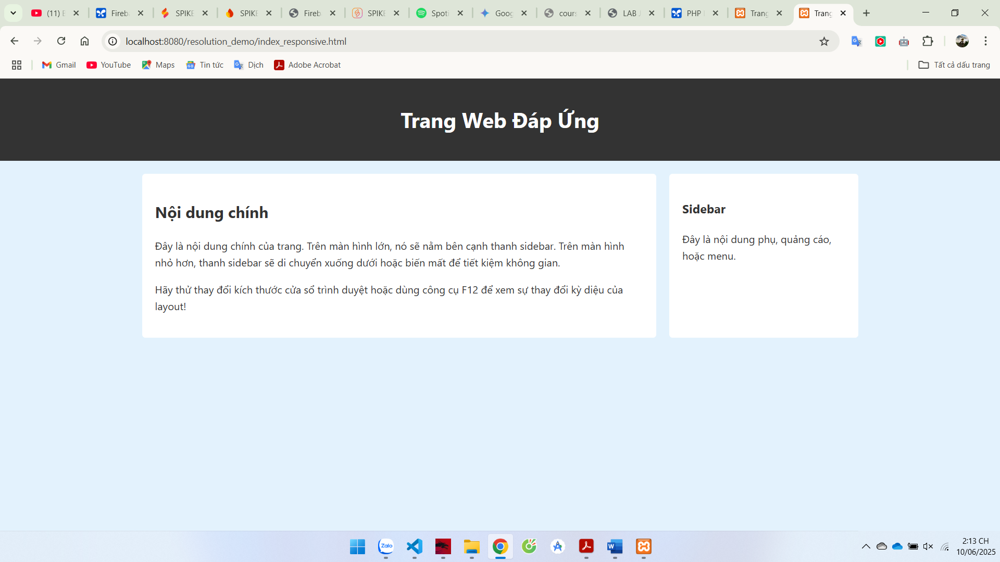 (11) E
Fireb
SPIKE
SPIKE
Fireb
SPIKE
Spoti
Goog
cours
LAB J
PHP
Trang
Trang
localhost:8080/resolution_demo/index_responsive.html
Gmail
YouTube
Maps
Tin tức
Dịch
Adobe Acrobat
Tất cả dấu trang
Trang Web Đáp Ứng
Nội dung chính
Đây là nội dung chính của trang. Trên màn hình lớn, nó sẽ nằm bên cạnh thanh sidebar. Trên màn hình
nhỏ hơn, thanh sidebar sẽ di chuyển xuống dưới hoặc biến mất để tiết kiệm không gian.
Hãy thử thay đổi kích thước cửa sổ trình duyệt hoặc dùng công cụ F12 để xem sự thay đổi kỳ diệu của
layout!
Sidebar
Đây là nội dung phụ, quảng cáo,
hoặc menu.
Zalo
2:13 CH
10/06/2025